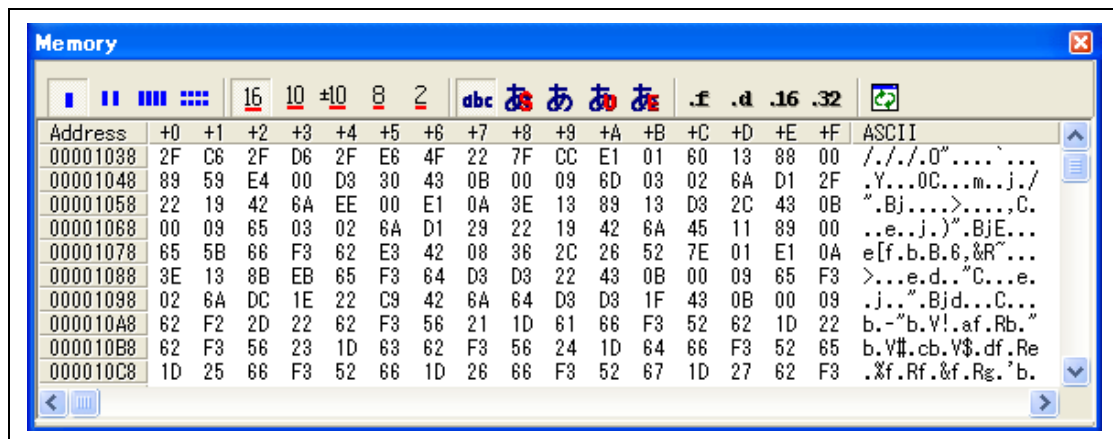 Memory
16 10 ±10 8 2 abc あS あ あU あE .f .d .16 .32
Address +0 +1 +2 +3 +4 +5 +6 +7 +8 +9 +A +B +C +D +E +F ASCII
00001038 2F C6 2F D6 2F E6 4F 22 7F CC E1 01 60 13 88 00 /././.O"....`...
00001048 89 59 E4 00 D3 30 43 0B 00 09 6D 03 02 6A D1 2F .Y...0C...m..j./
00001058 22 19 42 6A EE 00 E1 0A 3E 13 89 13 D3 2C 43 0B ".Bj....>....,C.
00001068 00 09 65 03 02 6A D1 29 22 19 42 6A 45 11 89 00 ..e..j.)".BjE...
00001078 65 5B 66 F3 62 E3 42 08 36 2C 26 52 7E 01 E1 0A e[f.b.B.6,&R~...
00001088 3E 13 8B EB 65 F3 64 D3 D3 22 43 0B 00 09 65 F3 >...e.d.."C...e.
00001098 02 6A DC 1E 22 C9 42 6A 64 D3 D3 1F 43 0B 00 09 .j..".Bjd...C...
000010A8 62 F2 2D 22 62 F3 56 21 1D 61 66 F3 52 62 1D 22 b.-"b.V!.af.Rb."
000010B8 62 F3 56 23 1D 63 62 F3 56 24 1D 64 66 F3 52 65 b.V#.cb.V$.df.Re
000010C8 1D 25 66 F3 52 66 1D 26 66 F3 52 67 1D 27 62 F3 .%f.Rf.&f.Rg.'b.